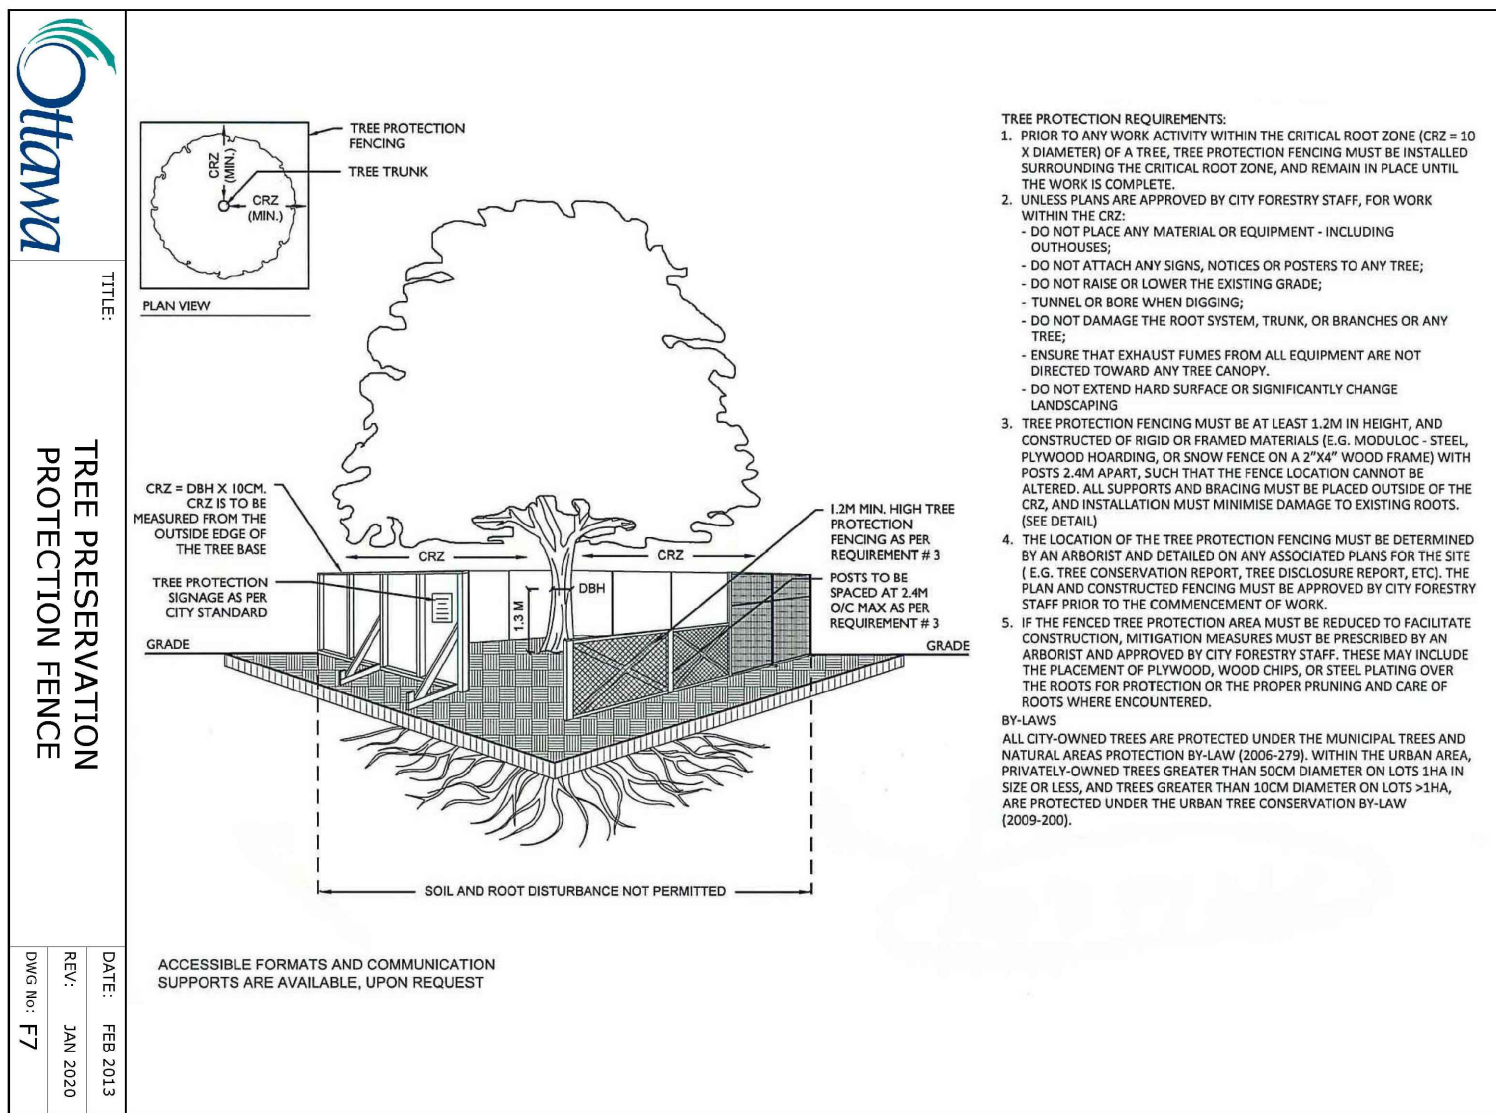 Ottawa
TITLE:
TREE PRESERVATION
PROTECTION FENCE
DATE: FEB 2013
REV: JAN 2020
DWG No: F7
TREE PROTECTION
FENCING
TREE TRUNK
CRZ
(MIN.)
CRZ
(MIN.)
PLAN VIEW
CRZ = DBH X 10CM.
CRZ IS TO BE
MEASURED FROM THE
OUTSIDE EDGE OF
THE TREE BASE
TREE PROTECTION
SIGNAGE AS PER
CITY STANDARD
GRADE
CRZ
CRZ
DBH
1.3 M
1.2M MIN. HIGH TREE
PROTECTION
FENCING AS PER
REQUIREMENT # 3
POSTS TO BE
SPACED AT 2.4M
O/C MAX AS PER
REQUIREMENT # 3
GRADE
SOIL AND ROOT DISTURBANCE NOT PERMITTED
ACCESSIBLE FORMATS AND COMMUNICATION
SUPPORTS ARE AVAILABLE, UPON REQUEST
TREE PROTECTION REQUIREMENTS:
1. PRIOR TO ANY WORK ACTIVITY WITHIN THE CRITICAL ROOT ZONE (CRZ = 10
X DIAMETER) OF A TREE, TREE PROTECTION FENCING MUST BE INSTALLED
SURROUNDING THE CRITICAL ROOT ZONE, AND REMAIN IN PLACE UNTIL
THE WORK IS COMPLETE.
2. UNLESS PLANS ARE APPROVED BY CITY FORESTRY STAFF, FOR WORK
WITHIN THE CRZ:
- DO NOT PLACE ANY MATERIAL OR EQUIPMENT - INCLUDING
OUTHOUSES;
- DO NOT ATTACH ANY SIGNS, NOTICES OR POSTERS TO ANY TREE;
- DO NOT RAISE OR LOWER THE EXISTING GRADE;
- TUNNEL OR BORE WHEN DIGGING;
- DO NOT DAMAGE THE ROOT SYSTEM, TRUNK, OR BRANCHES OR ANY
TREE;
- ENSURE THAT EXHAUST FUMES FROM ALL EQUIPMENT ARE NOT
DIRECTED TOWARD ANY TREE CANOPY.
- DO NOT EXTEND HARD SURFACE OR SIGNIFICANTLY CHANGE
LANDSCAPING
3. TREE PROTECTION FENCING MUST BE AT LEAST 1.2M IN HEIGHT, AND
CONSTRUCTED OF RIGID OR FRAMED MATERIALS (E.G. MODULOC - STEEL,
PLYWOOD HOARDING, OR SNOW FENCE ON A 2"X4" WOOD FRAME) WITH
POSTS 2.4M APART, SUCH THAT THE FENCE LOCATION CANNOT BE
ALTERED. ALL SUPPORTS AND BRACING MUST BE PLACED OUTSIDE OF THE
CRZ, AND INSTALLATION MUST MINIMISE DAMAGE TO EXISTING ROOTS.
(SEE DETAIL)
4. THE LOCATION OF THE TREE PROTECTION FENCING MUST BE DETERMINED
BY AN ARBORIST AND DETAILED ON ANY ASSOCIATED PLANS FOR THE SITE
( E.G. TREE CONSERVATION REPORT, TREE DISCLOSURE REPORT, ETC). THE
PLAN AND CONSTRUCTED FENCING MUST BE APPROVED BY CITY FORESTRY
STAFF PRIOR TO THE COMMENCEMENT OF WORK.
5. IF THE FENCED TREE PROTECTION AREA MUST BE REDUCED TO FACILITATE
CONSTRUCTION, MITIGATION MEASURES MUST BE PRESCRIBED BY AN
ARBORIST AND APPROVED BY CITY FORESTRY STAFF. THESE MAY INCLUDE
THE PLACEMENT OF PLYWOOD, WOOD CHIPS, OR STEEL PLATING OVER
THE ROOTS FOR PROTECTION OR THE PROPER PRUNING AND CARE OF
ROOTS WHERE ENCOUNTERED.
BY-LAWS
ALL CITY-OWNED TREES ARE PROTECTED UNDER THE MUNICIPAL TREES AND
NATURAL AREAS PROTECTION BY-LAW (2006-279). WITHIN THE URBAN AREA,
PRIVATELY-OWNED TREES GREATER THAN 50CM DIAMETER ON LOTS 1HA IN
SIZE OR LESS, AND TREES GREATER THAN 10CM DIAMETER ON LOTS >1HA,
ARE PROTECTED UNDER THE URBAN TREE CONSERVATION BY-LAW
(2009-200).